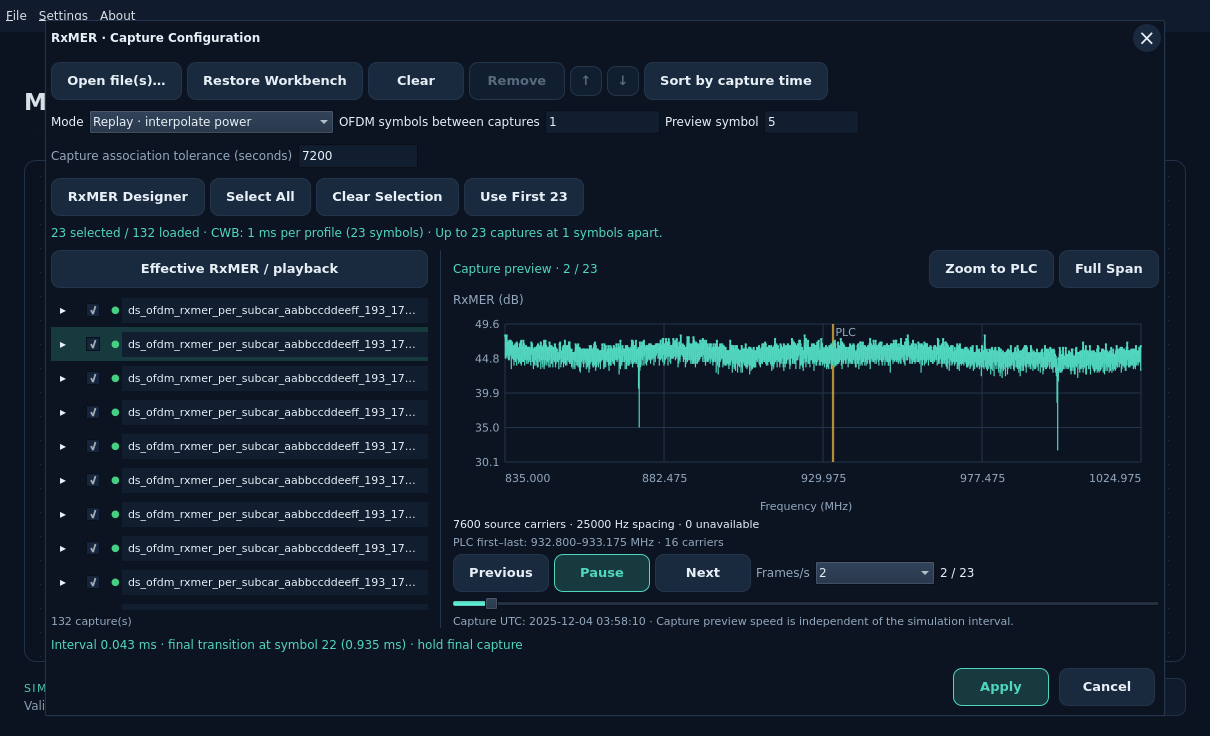 File Settings About
RxMER · Capture Configuration
Open file(s)... Restore Workbench Clear Remove ↑ ↓ Sort by capture time
M
Mode Replay · interpolate power OFDM symbols between captures 1 Preview symbol 5
Capture association tolerance (seconds) 7200
RxMER Designer Select All Clear Selection Use First 23
23 selected / 132 loaded · CWB: 1 ms per profile (23 symbols) · Up to 23 captures at 1 symbols apart.
Effective RxMER / playback
ds_ofdm_rxmer_per_subcar_aabbccddeeff_193_17...
ds_ofdm_rxmer_per_subcar_aabbccddeeff_193_17...
ds_ofdm_rxmer_per_subcar_aabbccddeeff_193_17...
ds_ofdm_rxmer_per_subcar_aabbccddeeff_193_17...
ds_ofdm_rxmer_per_subcar_aabbccddeeff_193_17...
ds_ofdm_rxmer_per_subcar_aabbccddeeff_193_17...
ds_ofdm_rxmer_per_subcar_aabbccddeeff_193_17...
ds_ofdm_rxmer_per_subcar_aabbccddeeff_193_17...
ds_ofdm_rxmer_per_subcar_aabbccddeeff_193_17...
132 capture(s)
Capture preview · 2 / 23 Zoom to PLC Full Span
RxMER (dB)
49.6
PLC
44.8
39.9
35.0
30.1
835.000 882.475 929.975 977.475 1024.975
Frequency (MHz)
7600 source carriers · 25000 Hz spacing · 0 unavailable
PLC first–last: 932.800–933.175 MHz · 16 carriers
Previous Pause Next Frames/s 2 2 / 23
Capture UTC: 2025-12-04 03:58:10 · Capture preview speed is independent of the simulation interval.
Interval 0.043 ms · final transition at symbol 22 (0.935 ms) · hold final capture
Apply Cancel
SIM
Vali